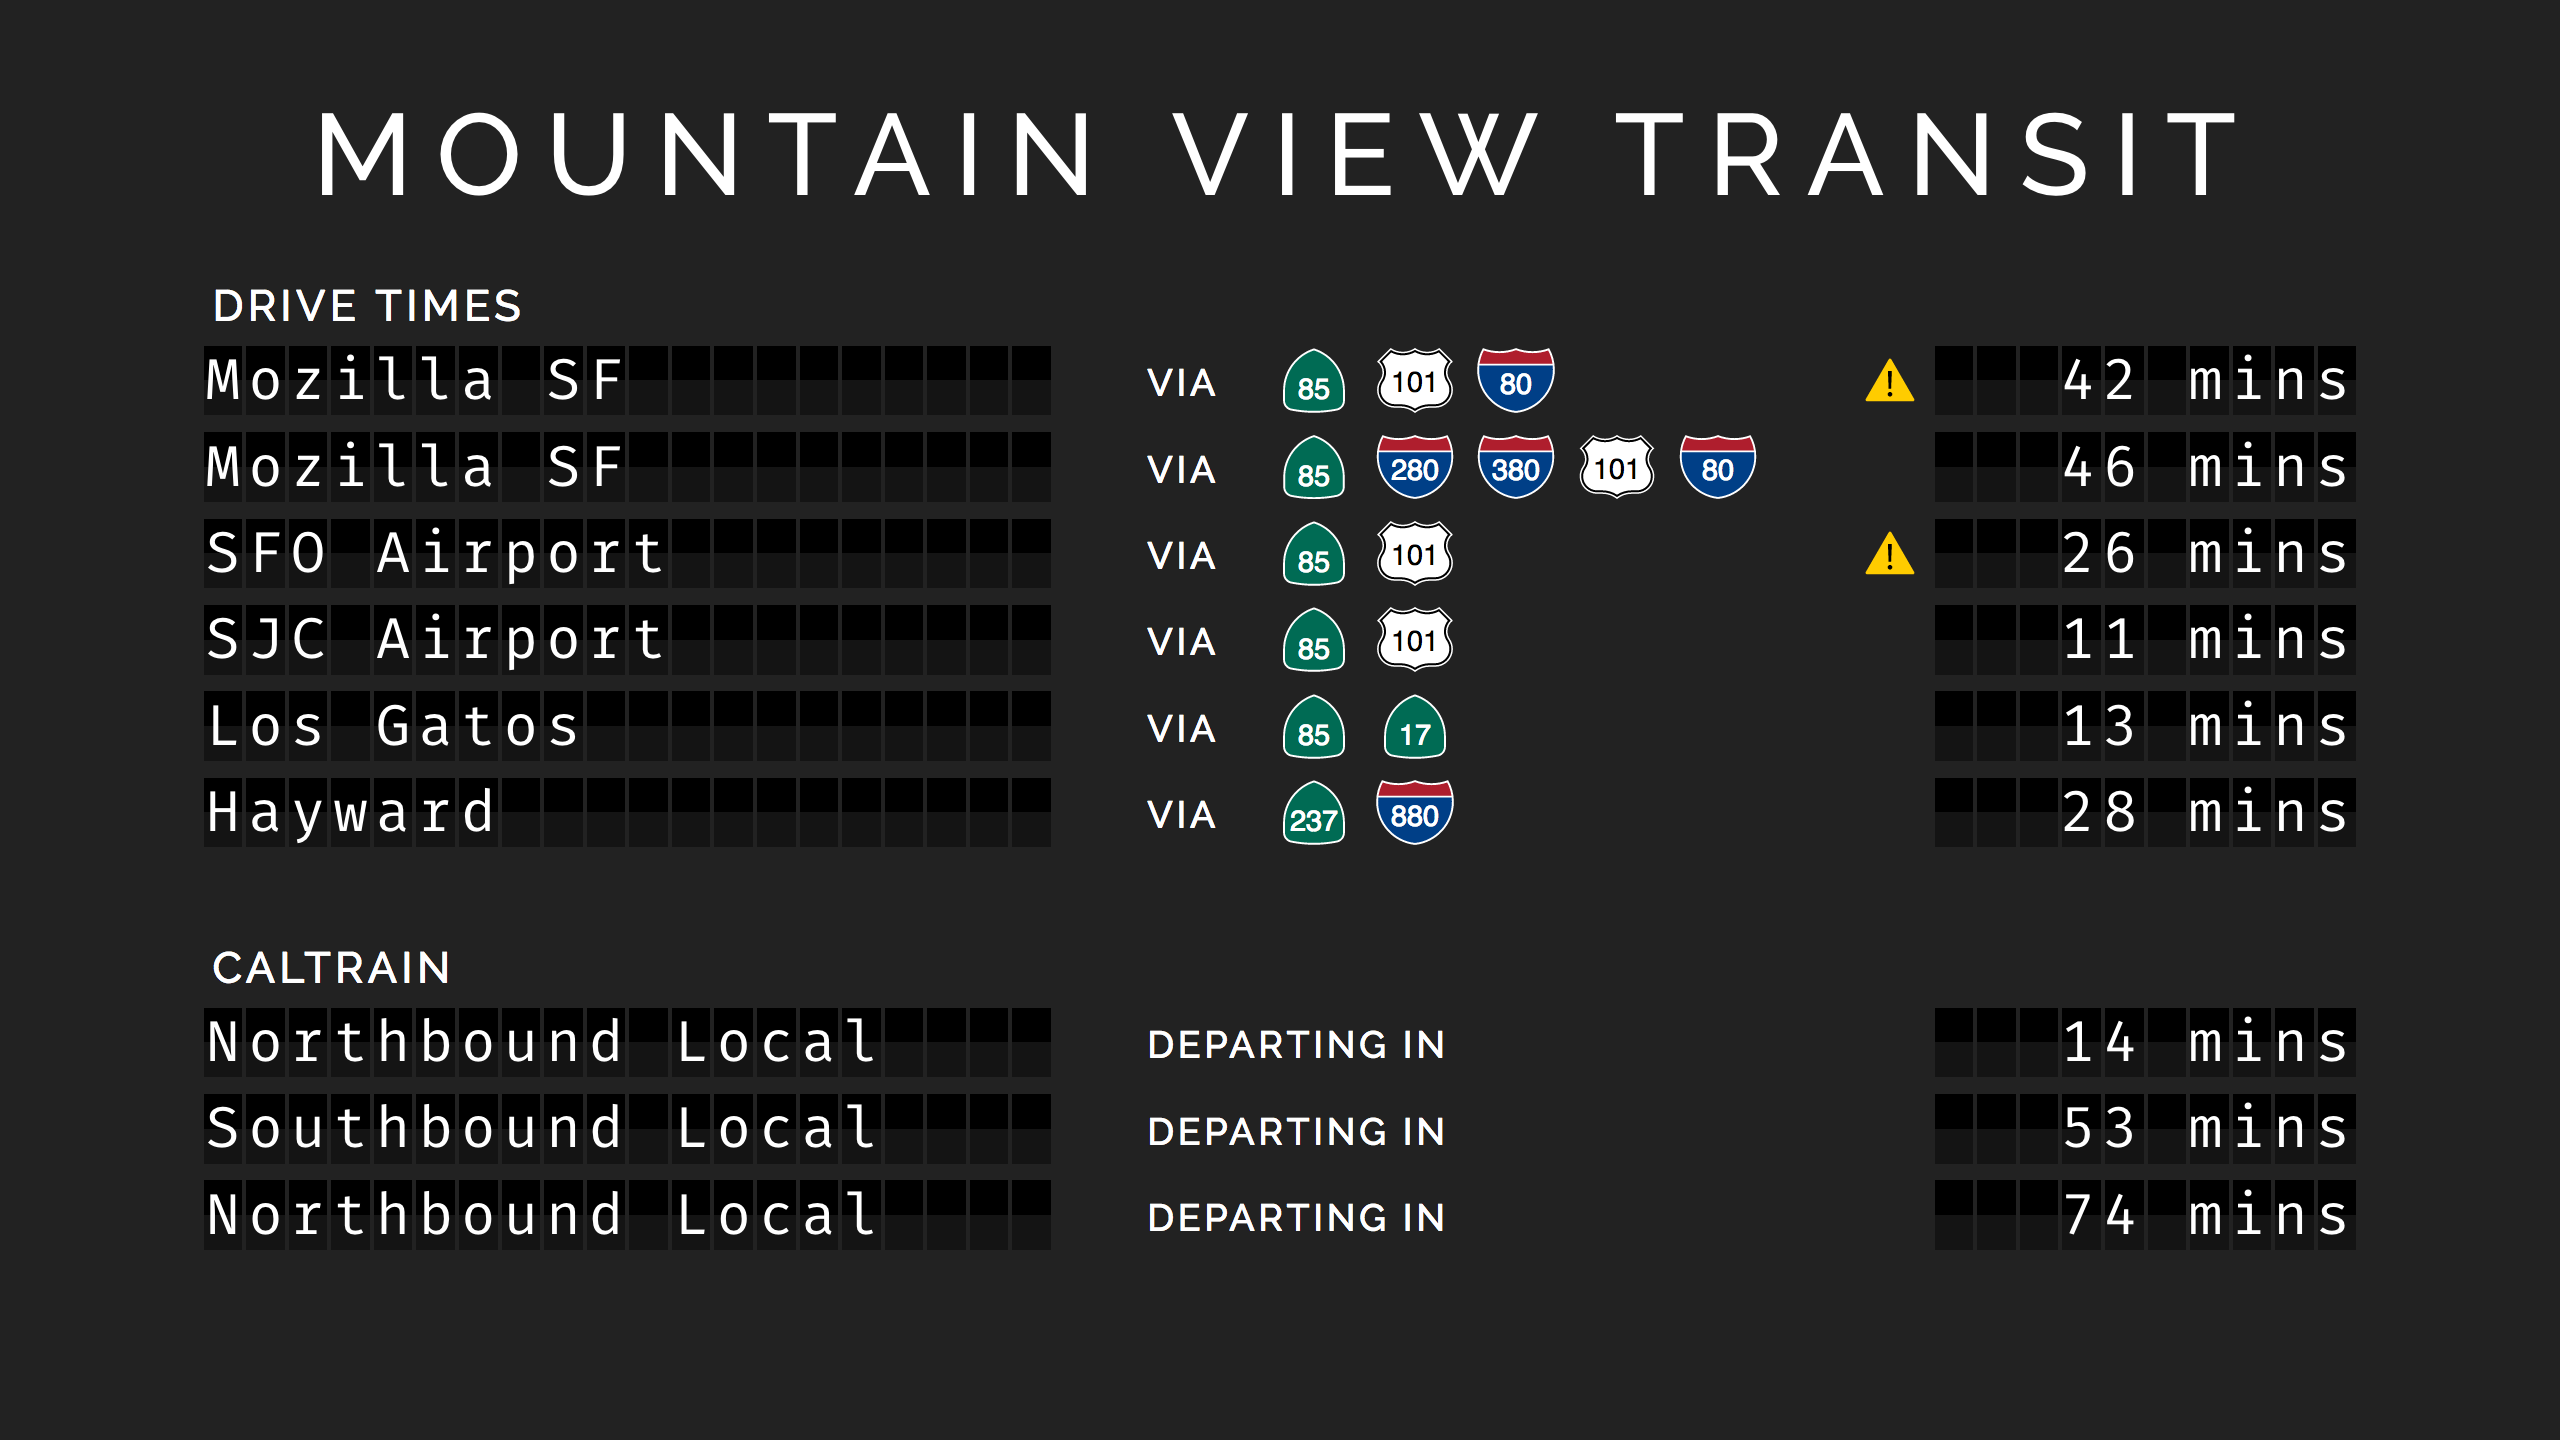 MOUNTAIN VIEW TRANSIT
DRIVE TIMES
Mozilla SF VIA 85 101 80 ! 42 mins
Mozilla SF VIA 85 280 380 101 80 46 mins
SFO Airport VIA 85 101 ! 26 mins
SJC Airport VIA 85 101 11 mins
Los Gatos VIA 85 17 13 mins
Hayward VIA 237 880 28 mins
CALTRAIN
Northbound Local DEPARTING IN 14 mins
Southbound Local DEPARTING IN 53 mins
Northbound Local DEPARTING IN 74 mins